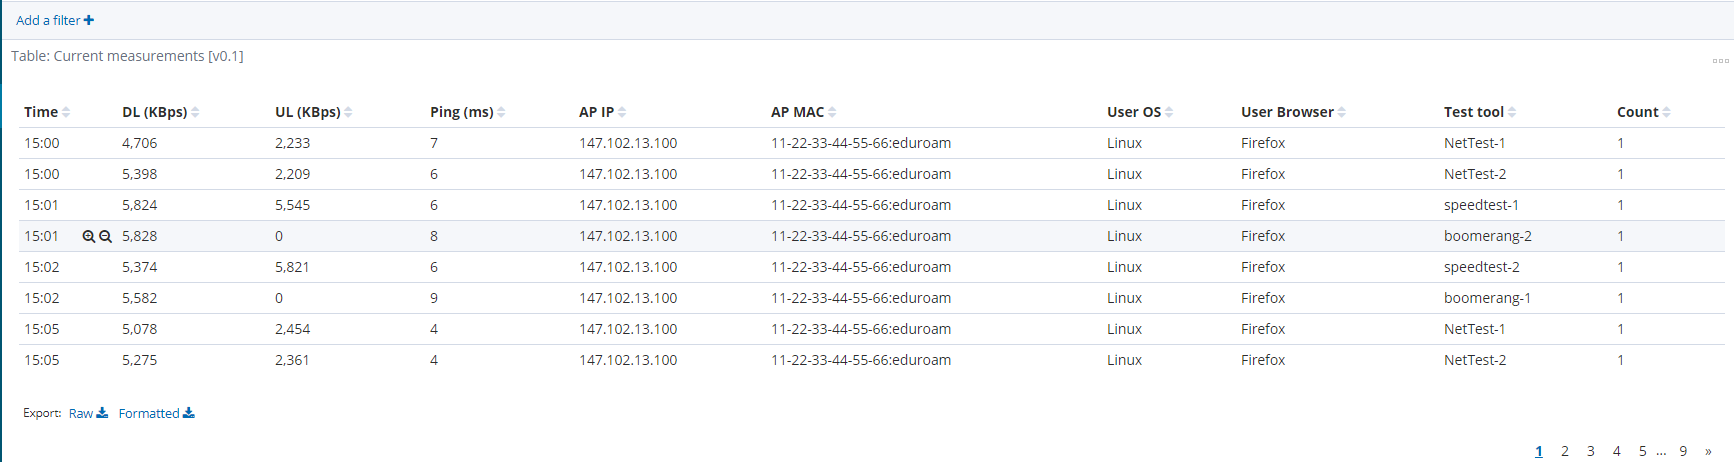 Add a filter +
Table: Current measurements [v0.1]
Time DL (KBps) UL (KBps) Ping (ms) AP IP AP MAC User OS User Browser Test tool Count
15:00 4,706 2,233 7 147.102.13.100 11-22-33-44-55-66:eduroam Linux Firefox NetTest-1 1
15:00 5,398 2,209 6 147.102.13.100 11-22-33-44-55-66:eduroam Linux Firefox NetTest-2 1
15:01 5,824 5,545 6 147.102.13.100 11-22-33-44-55-66:eduroam Linux Firefox speedtest-1 1
15:01 5,828 0 8 147.102.13.100 11-22-33-44-55-66:eduroam Linux Firefox boomerang-2 1
15:02 5,374 5,821 6 147.102.13.100 11-22-33-44-55-66:eduroam Linux Firefox speedtest-2 1
15:02 5,582 0 9 147.102.13.100 11-22-33-44-55-66:eduroam Linux Firefox boomerang-1 1
15:05 5,078 2,454 4 147.102.13.100 11-22-33-44-55-66:eduroam Linux Firefox NetTest-1 1
15:05 5,275 2,361 4 147.102.13.100 11-22-33-44-55-66:eduroam Linux Firefox NetTest-2 1
Export: Raw Formatted
1 2 3 4 5 ... 9 »